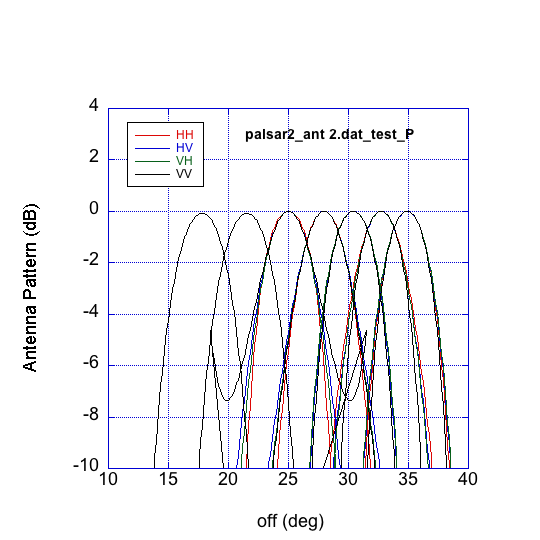 4
palsar2_ant 2.dat_test_P
HH
HV
VH
VV
2
0
-2
-4
-6
-8
-10
Antenna Pattern (dB)
10 15 20 25 30 35 40
off (deg)